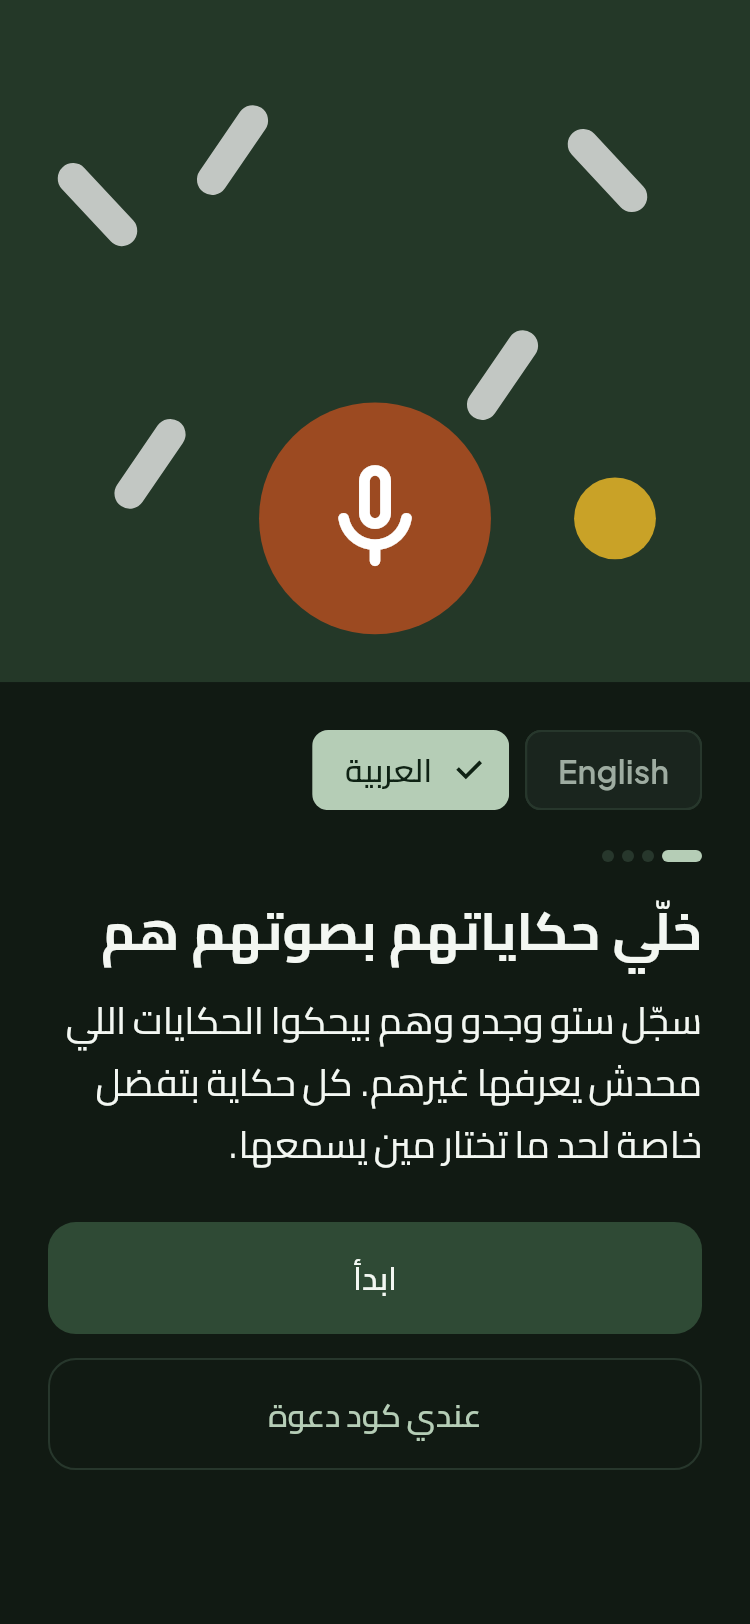 English
العربية
خلّي حكاياتهم بصوتهم هم
سجّل ستو وجدو وهم بيحكوا الحكايات اللي
محدش يعرفها غيرهم. كل حكاية بتفضل
خاصة لحد ما تختار مين يسمعها.
ابدأ
عندي كود دعوة